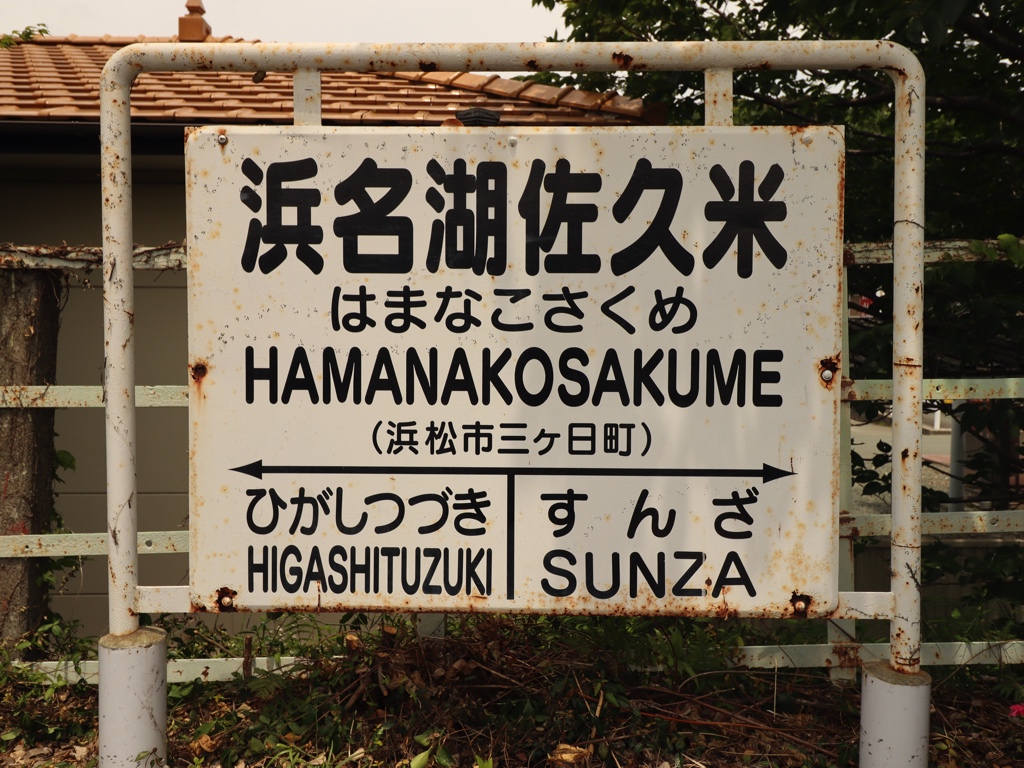 浜名湖佐久米
はまなこさくめ
HAMANAKOSAKUME
(浜松市三ヶ日町)
ひがしつづき
HIGASHITUZUKI
すんざ
SUNZA